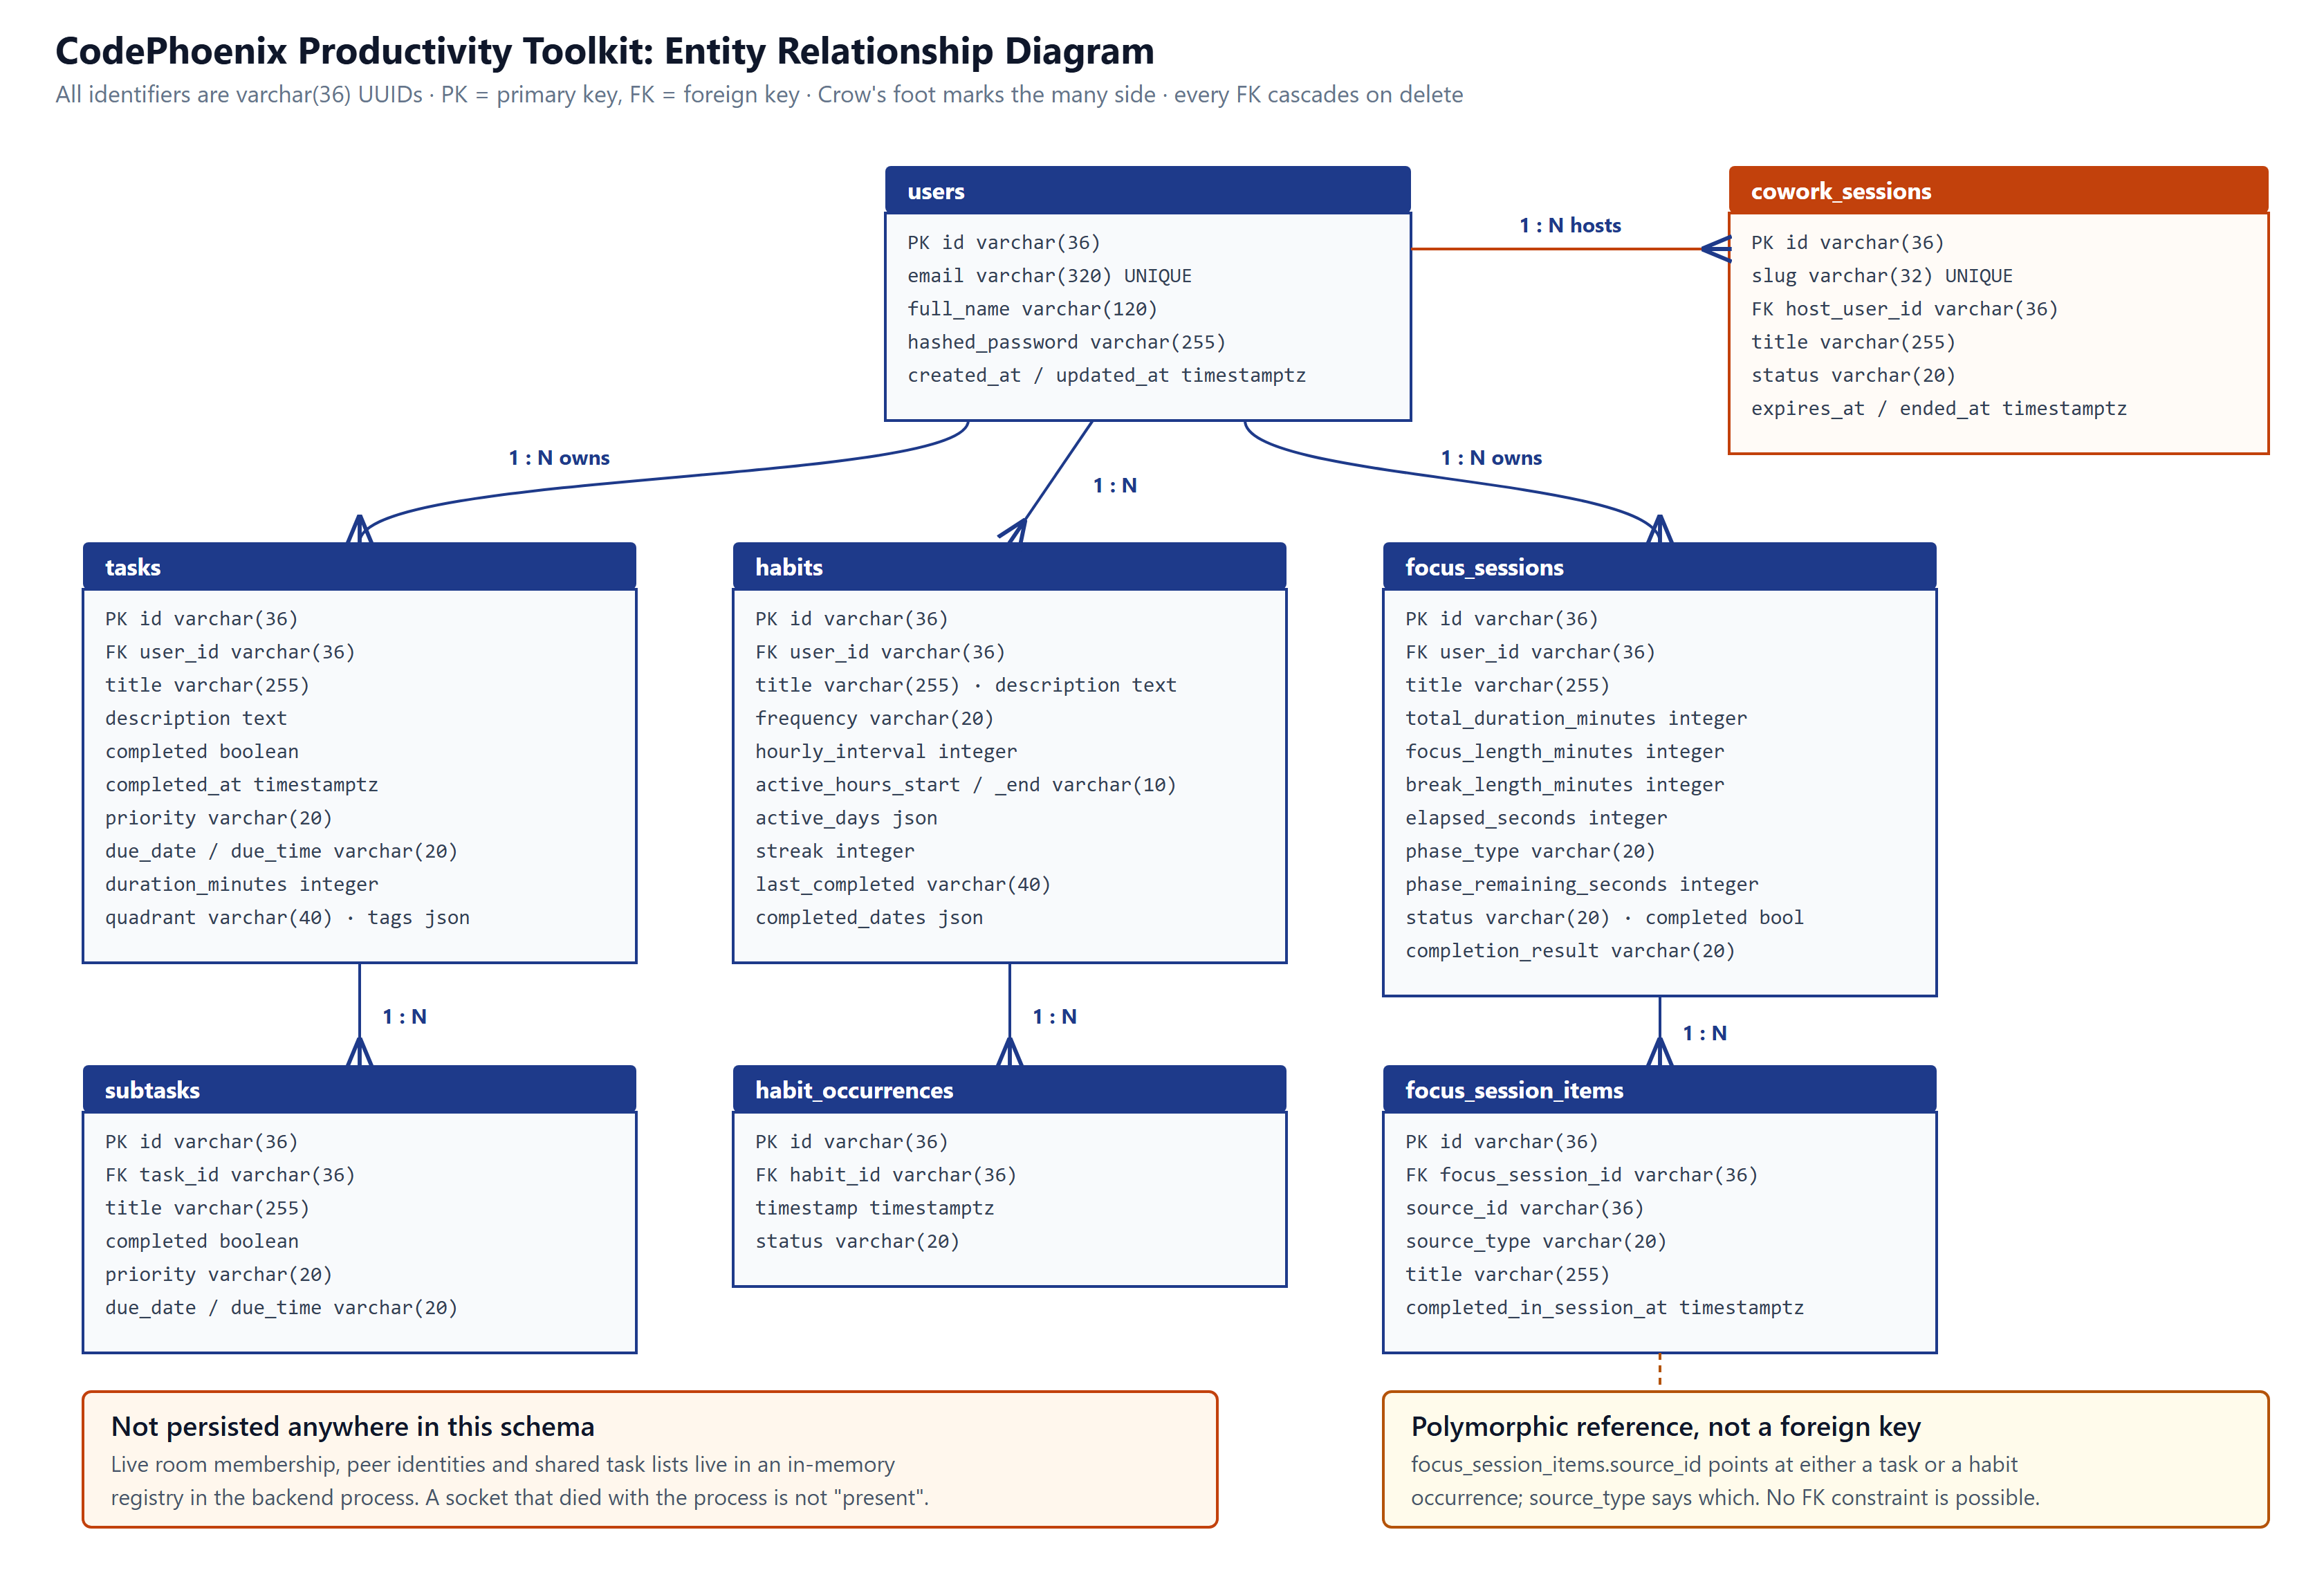 CodePhoenix Productivity Toolkit: Entity Relationship Diagram
All identifiers are varchar(36) UUIDs · PK = primary key, FK = foreign key · Crow's foot marks the many side · every FK cascades on delete
users
PK id varchar(36)
email varchar(320) UNIQUE
full_name varchar(120)
hashed_password varchar(255)
created_at / updated_at timestamptz
1 : N hosts
cowork_sessions
PK id varchar(36)
slug varchar(32) UNIQUE
FK host_user_id varchar(36)
title varchar(255)
status varchar(20)
expires_at / ended_at timestamptz
1 : N owns
1 : N
1 : N owns
tasks
PK id varchar(36)
FK user_id varchar(36)
title varchar(255)
description text
completed boolean
completed_at timestamptz
priority varchar(20)
due_date / due_time varchar(20)
duration_minutes integer
quadrant varchar(40) · tags json
habits
PK id varchar(36)
FK user_id varchar(36)
title varchar(255) · description text
frequency varchar(20)
hourly_interval integer
active_hours_start / _end varchar(10)
active_days json
streak integer
last_completed varchar(40)
completed_dates json
focus_sessions
PK id varchar(36)
FK user_id varchar(36)
title varchar(255)
total_duration_minutes integer
focus_length_minutes integer
break_length_minutes integer
elapsed_seconds integer
phase_type varchar(20)
phase_remaining_seconds integer
status varchar(20) · completed bool
completion_result varchar(20)
1 : N
1 : N
1 : N
subtasks
PK id varchar(36)
FK task_id varchar(36)
title varchar(255)
completed boolean
priority varchar(20)
due_date / due_time varchar(20)
habit_occurrences
PK id varchar(36)
FK habit_id varchar(36)
timestamp timestamptz
status varchar(20)
focus_session_items
PK id varchar(36)
FK focus_session_id varchar(36)
source_id varchar(36)
source_type varchar(20)
title varchar(255)
completed_in_session_at timestamptz
Not persisted anywhere in this schema
Live room membership, peer identities and shared task lists live in an in-memory
registry in the backend process. A socket that died with the process is not "present".
Polymorphic reference, not a foreign key
focus_session_items.source_id points at either a task or a habit
occurrence; source_type says which. No FK constraint is possible.